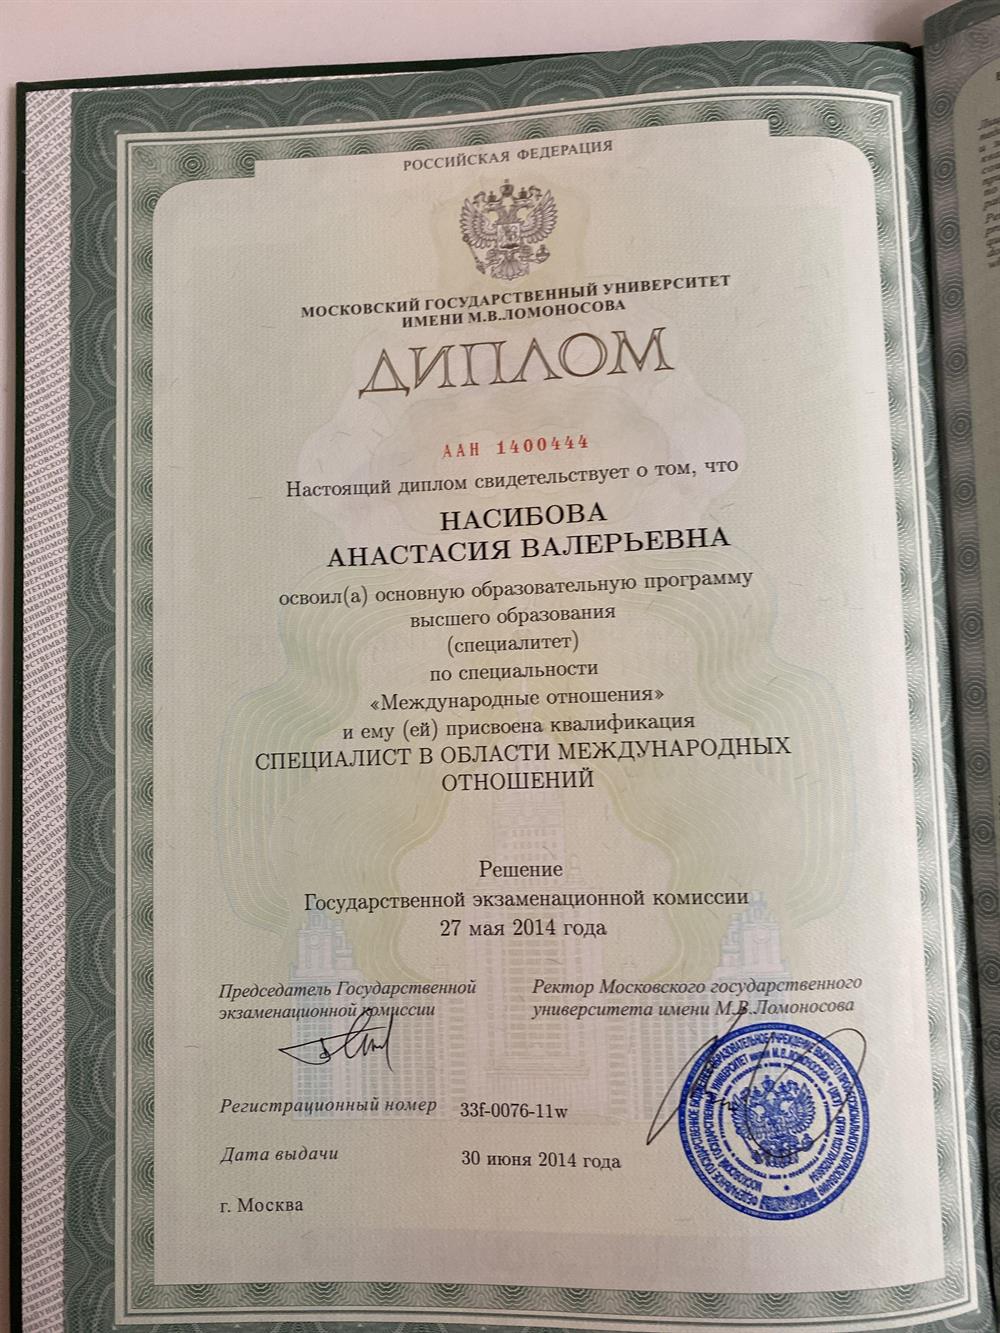 РОССИЙСКАЯ ФЕДЕРАЦИЯ
МОСКОВСКИЙ ГОСУДАРСТВЕННЫЙ УНИВЕРСИТЕТ
ИМЕНИ М.В.ЛОМОНОСОВА
ДИПЛОМ
ААН 1400444
Настоящий диплом свидетельствует о том, что
НАСИБОВА
АНАСТАСИЯ ВАЛЕРЬЕВНА
освоил(а) основную образовательную программу
высшего образования
(специалитет)
по специальности
«Международные отношения»
и ему (ей) присвоена квалификация
СПЕЦИАЛИСТ В ОБЛАСТИ МЕЖДУНАРОДНЫХ
ОТНОШЕНИЙ
Решение
Государственной экзаменационной комиссии
27 мая 2014 года
Председатель Государственной
экзаменационной комиссии
Ректор Московского государственного
университета имени М.В.Ломоносова
Регистрационный номер 33f-0076-11w
Дата выдачи 30 июня 2014 года
г. Москва